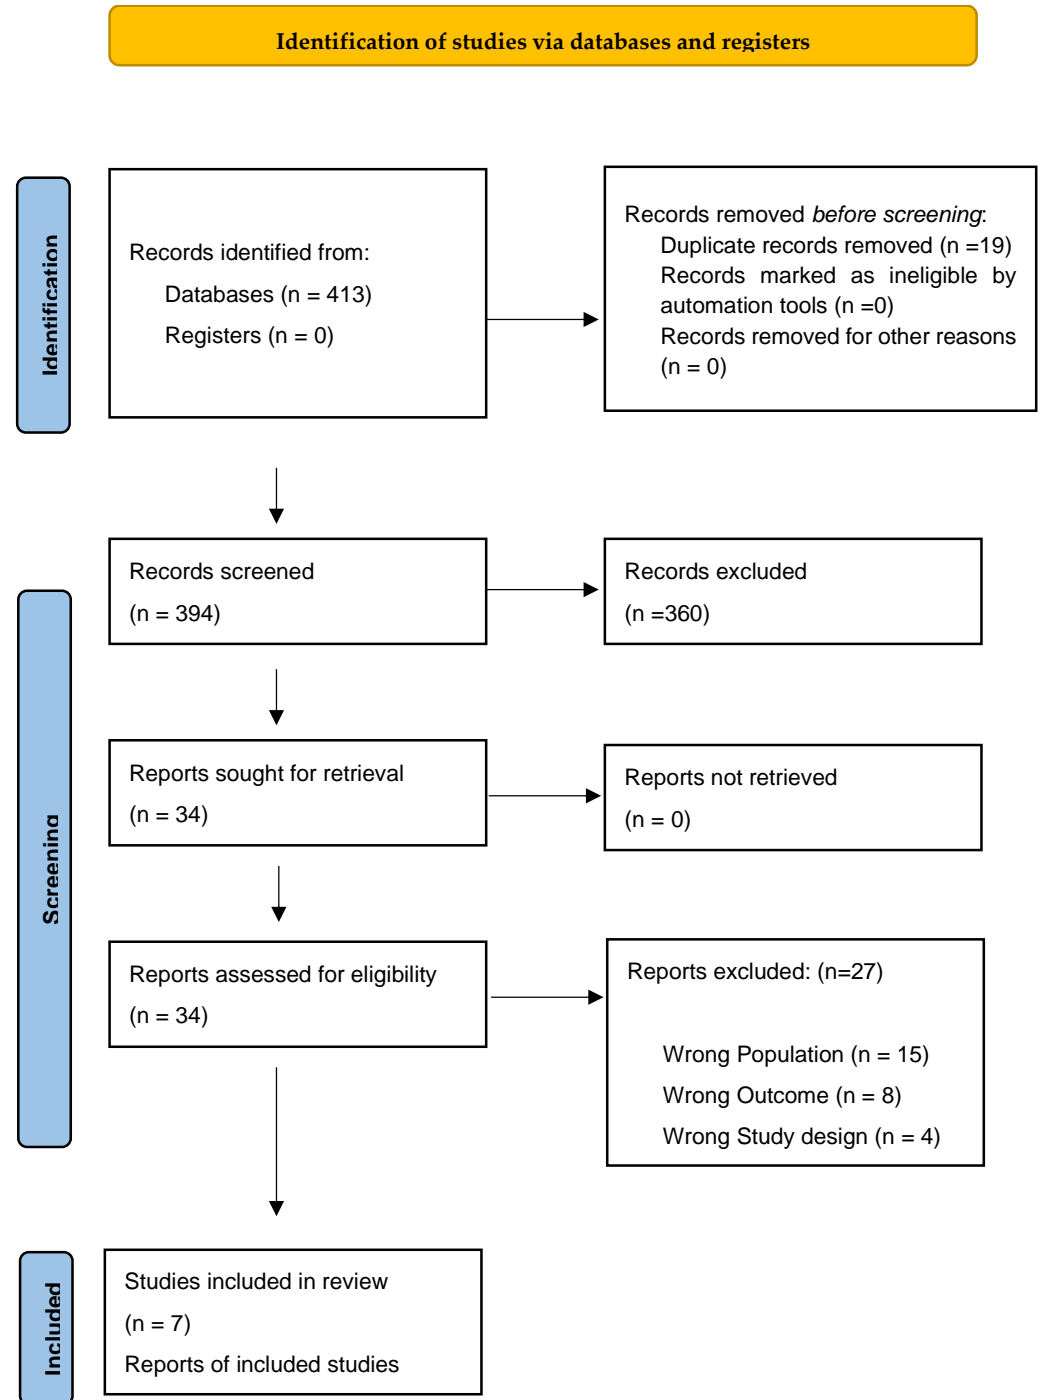 Identification of studies via databases and registers
Identification
Records identified from:
Databases (n = 413)
Registers (n = 0)
Records removed before screening:
Duplicate records removed (n =19)
Records marked as ineligible by
automation tools (n =0)
Records removed for other reasons
(n = 0)
Screening
Records screened
(n = 394)
Records excluded
(n =360)
Reports sought for retrieval
(n = 34)
Reports not retrieved
(n = 0)
Reports assessed for eligibility
(n = 34)
Reports excluded: (n=27)
Wrong Population (n = 15)
Wrong Outcome (n = 8)
Wrong Study design (n = 4)
Included
Studies included in review
(n = 7)
Reports of included studies